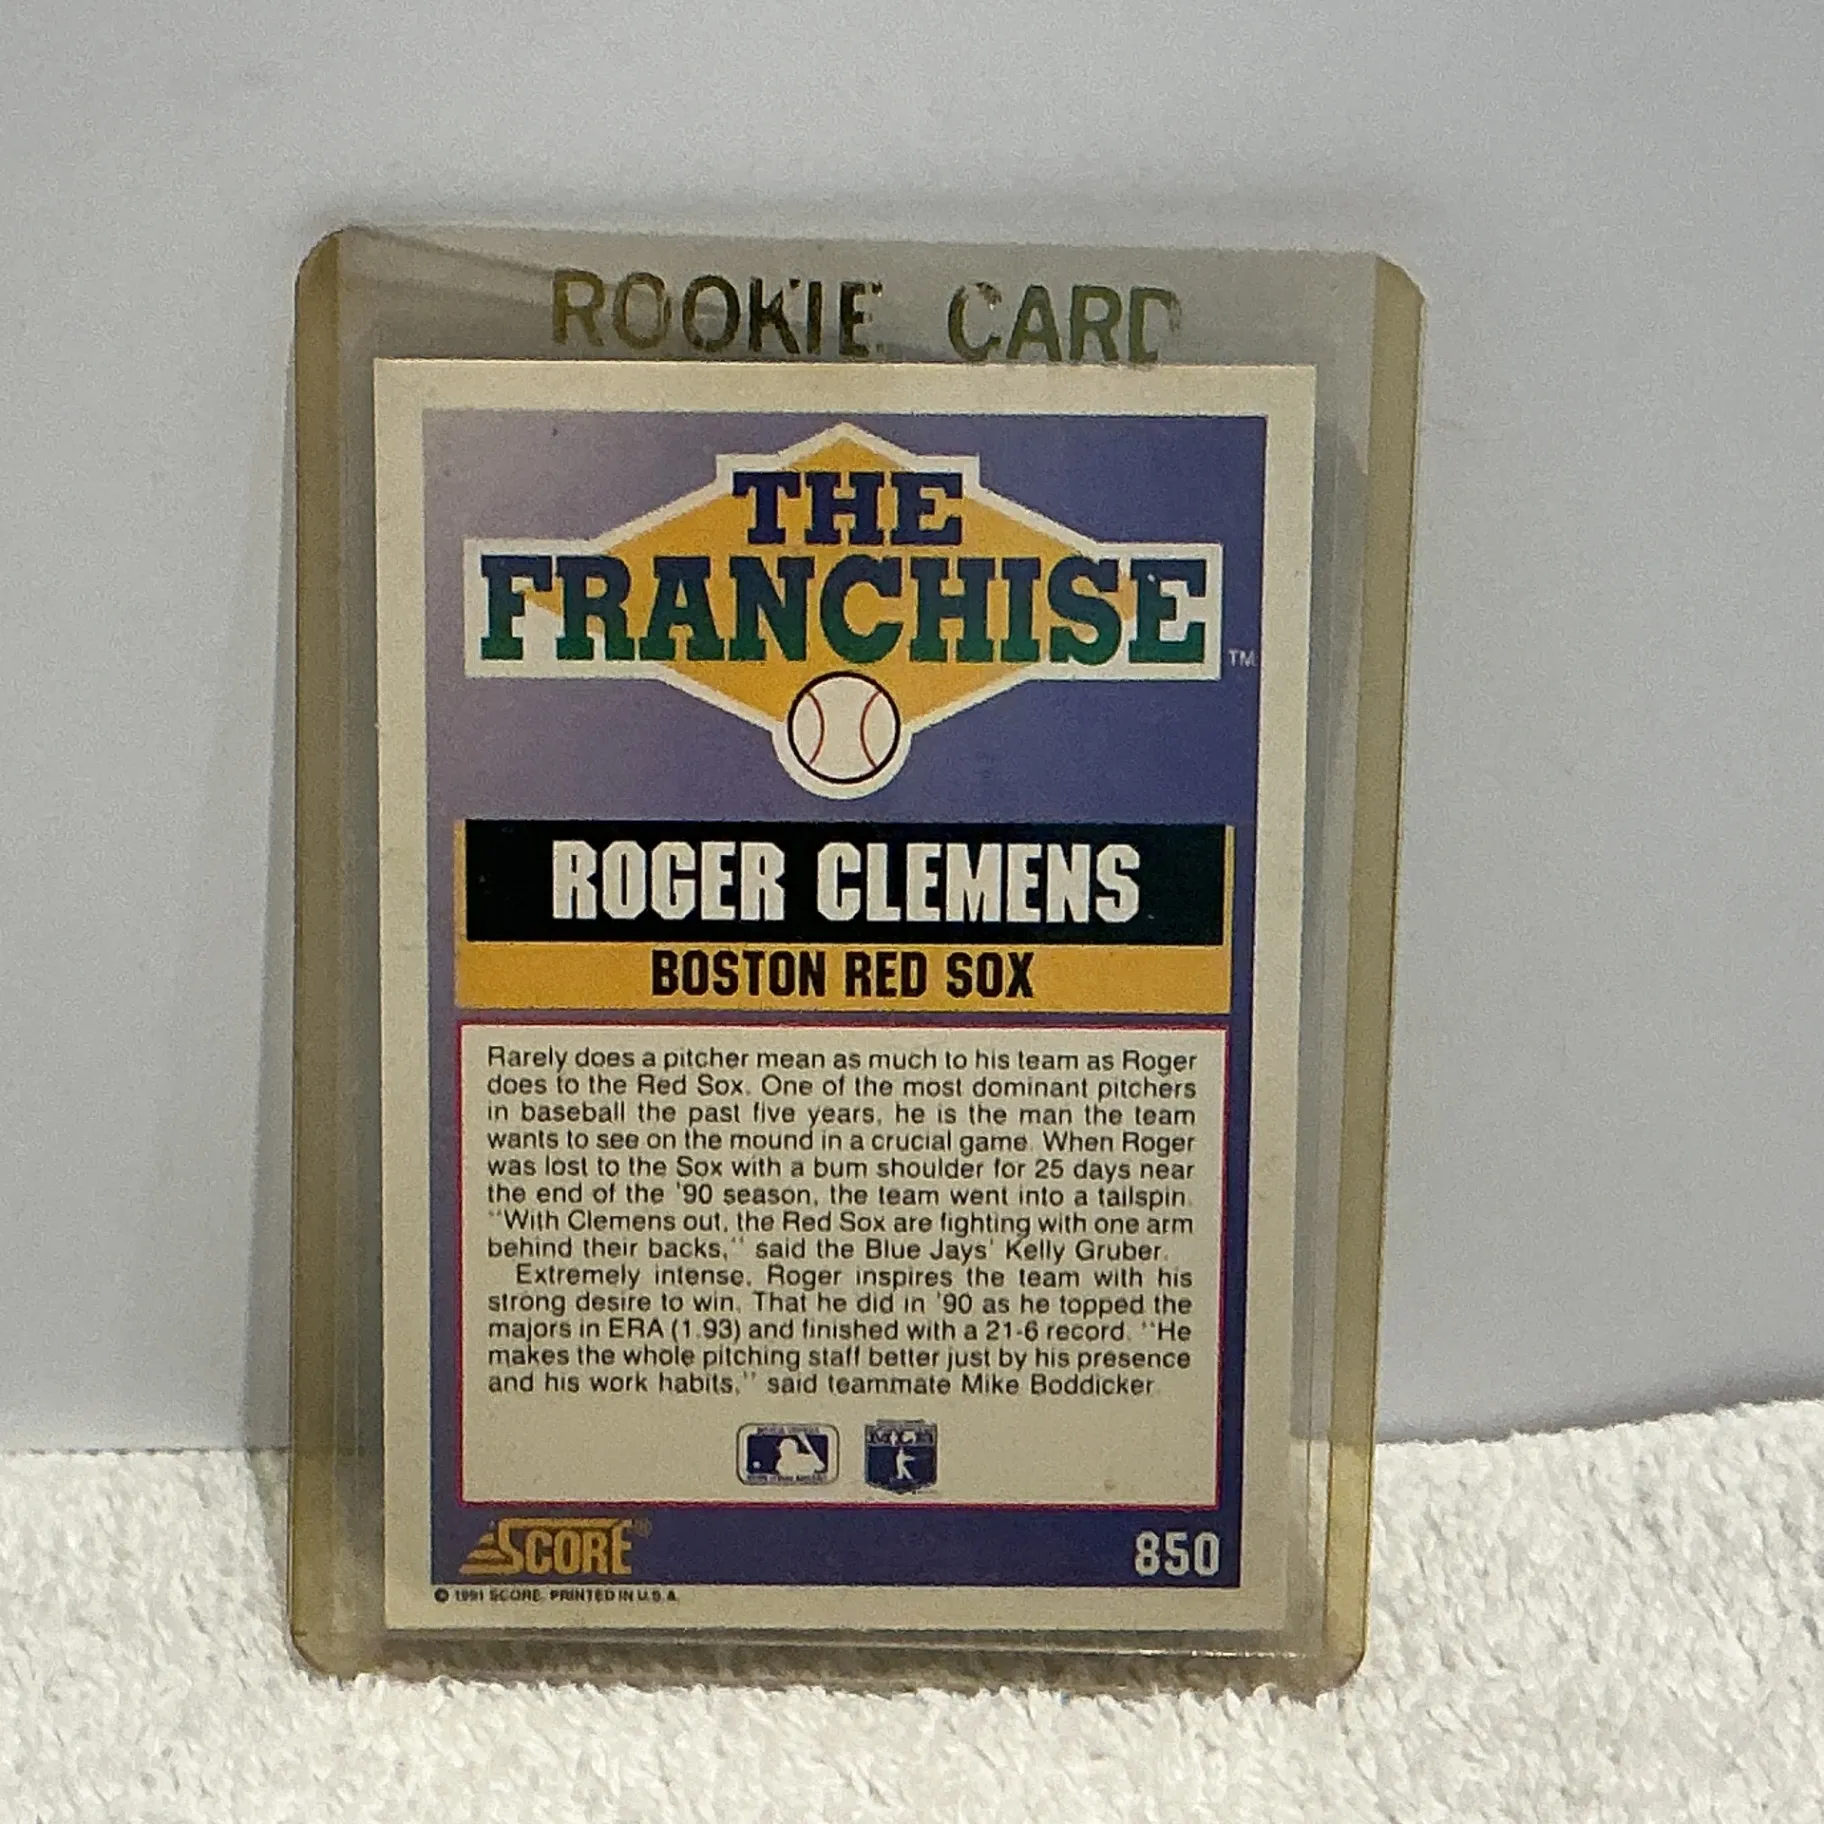 ROOKIE CARD
THE
FRANCHISE
TM
ROGER CLEMENS
BOSTON RED SOX
Rarely does a pitcher mean as much to his team as Roger
does to the Red Sox. One of the most dominant pitchers
in baseball the past five years, he is the man the team
wants to see on the mound in a crucial game. When Roger
was lost to the Sox with a bum shoulder for 25 days near
the end of the '90 season, the team went into a tailspin.
"With Clemens out, the Red Sox are fighting with one arm
behind their backs," said the Blue Jays' Kelly Gruber.
Extremely intense, Roger inspires the team with his
strong desire to win. That he did in '90 as he topped the
majors in ERA (1.93) and finished with a 21-6 record. "He
makes the whole pitching staff better just by his presence
and his work habits," said teammate Mike Boddicker.
SCORE® 850
© 1991 SCORE, PRINTED IN U.S.A.